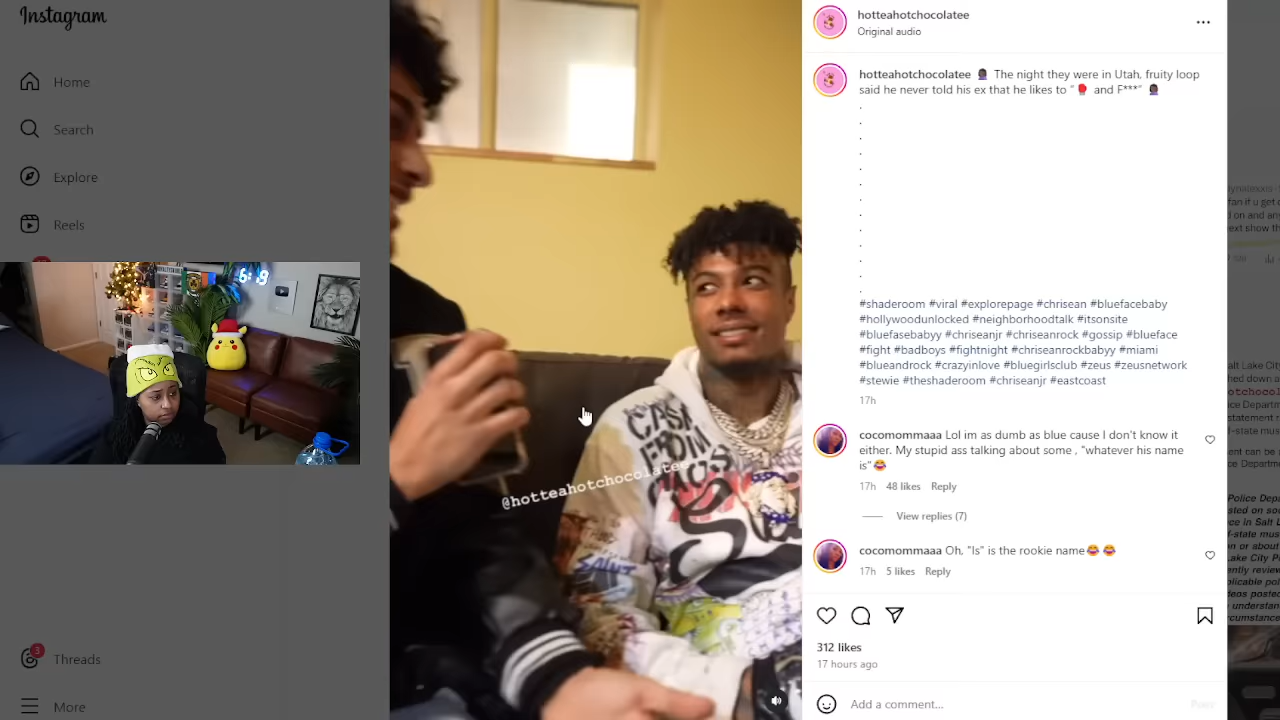 Instagram
Home
Search
Explore
Reels
Threads
3
More
@hotteahotchocolatee
hotteahotchocolatee
Original audio
hotteahotchocolatee 🤦🏿‍♀️ The night they were in Utah, fruity loop
said he never told his ex that he likes to “ 🥊 and F***” 🤦🏿‍♀️
.
.
.
.
.
.
.
.
.
.
.
.
.
#shaderoom #viral #explorepage #chrisean #bluefacebaby
#hollywoodunlocked #neighborhoodtalk #itsonsite
#bluefasebabyy #chriseanjr #chriseanrock #gossip #blueface
#fight #badboys #fightnight #chriseanrockbabyy #miami
#blueandrock #crazyinlove #bluegirlsclub #zeus #zeusnetwork
#stewie #theshaderoom #chriseanjr #eastcoast
17h
cocomommaaa Lol im as dumb as blue cause I don't know it
either. My stupid ass talking about some , "whatever his name
is"😂
17h 48 likes Reply
View replies (7)
cocomommaaa Oh, "Is" is the rookie name😂 😂
17h 5 likes Reply
312 likes
17 hours ago
Add a comment...
Post